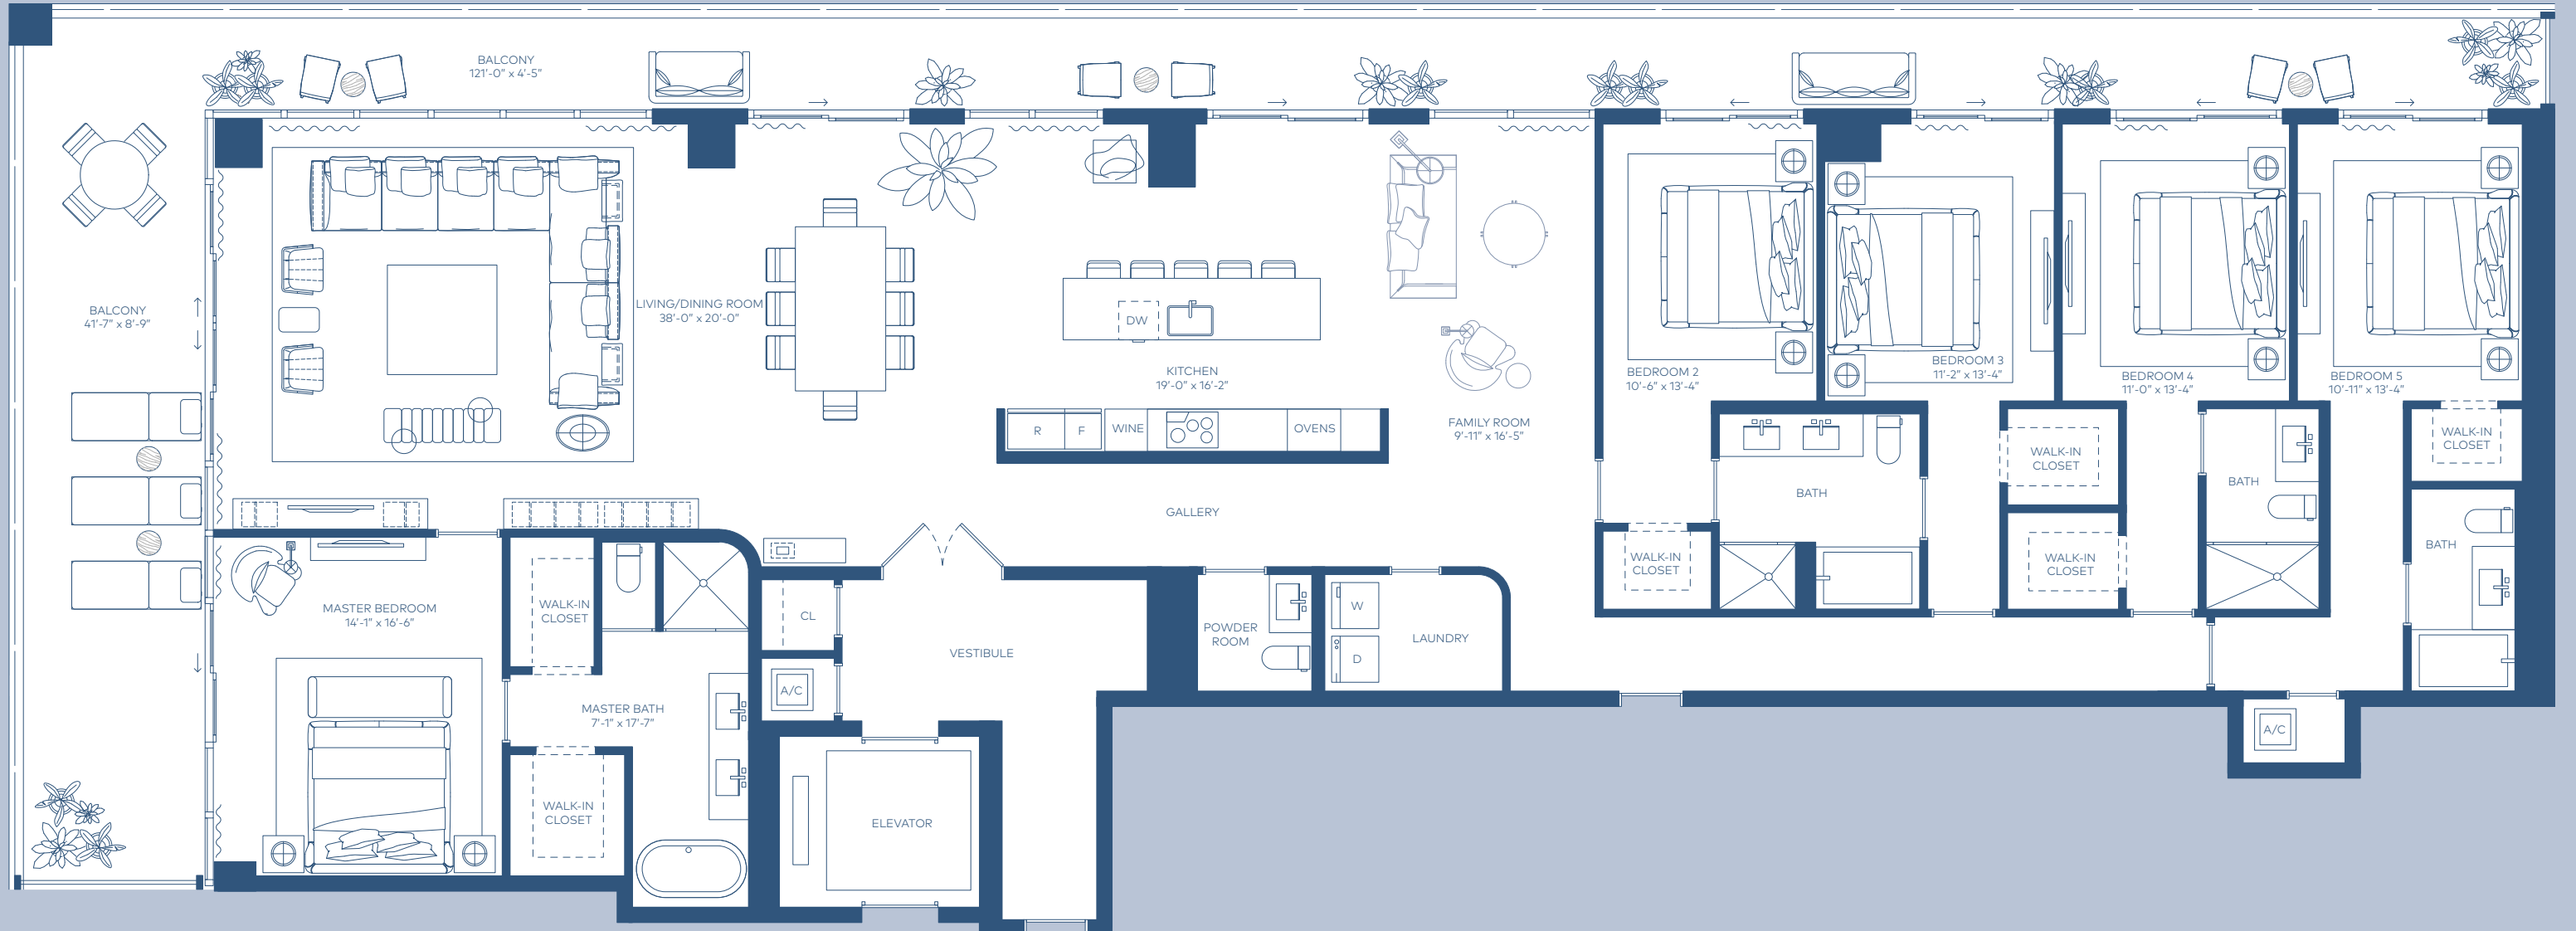 BALCONY
121'-0" x 4'-5"
BALCONY
41'-7" x 8'-9"
LIVING/DINING ROOM
38'-0" x 20'-0"
DW
KITCHEN
19'-0" x 16'-2"
R
F
WINE
OVENS
FAMILY ROOM
9'-11" x 16'-5"
GALLERY
BEDROOM 2
10'-6" x 13'-4"
BEDROOM 3
11'-2" x 13'-4"
BEDROOM 4
11'-0" x 13'-4"
BEDROOM 5
10'-11" x 13'-4"
WALK-IN
CLOSET
BATH
WALK-IN
CLOSET
WALK-IN
CLOSET
BATH
WALK-IN
CLOSET
BATH
MASTER BEDROOM
14'-1" x 16'-6"
WALK-IN
CLOSET
MASTER BATH
7'-1" x 17'-7"
WALK-IN
CLOSET
CL
A/C
VESTIBULE
ELEVATOR
POWDER
ROOM
W
D
LAUNDRY
A/C